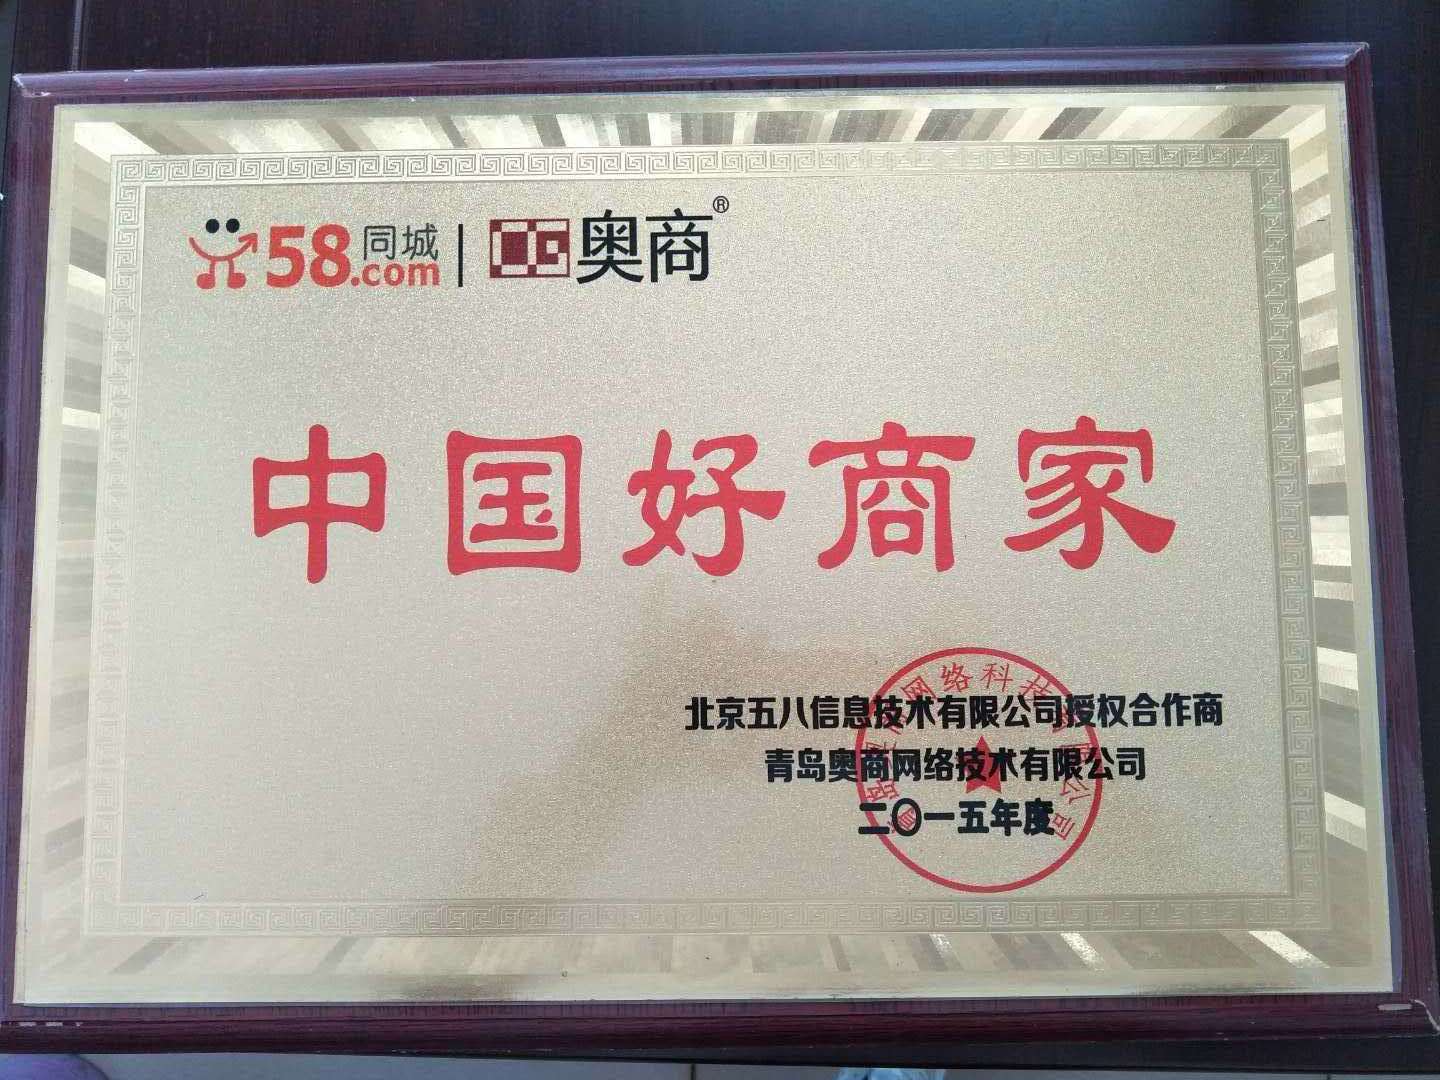 58同城.com | 奥商®
中国好商家
北京五八信息技术有限公司授权合作商
青岛奥商网络技术有限公司
二〇一五年度